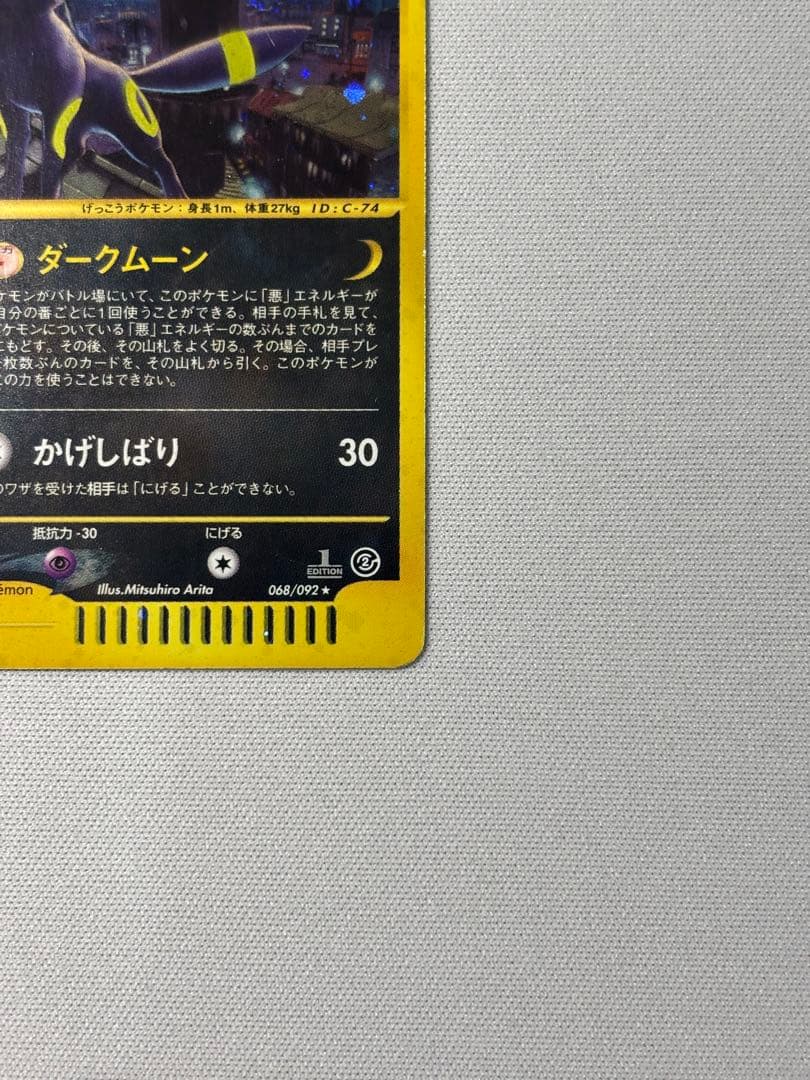 げっこうポケモン：身長1m、体重27kg ID：C-74
ダークムーン
ケモンがバトル場にいて、このポケモンに「悪」エネルギーが
自分の番ごとに1回使うことができる。相手の手札を見て、
ポケモンについている「悪」エネルギーの数ぶんまでのカードを
にもどす。その後、その山札をよく切る。その場合、相手プレ
た枚数ぶんのカードを、その山札から引く。このポケモンが
この力を使うことはできない。
かげしばり 30
のワザを受けた相手は「にげる」ことができない。
抵抗力 -30 にげる
1 EDITION 2
émon Illus.Mitsuhiro Arita 068/092★